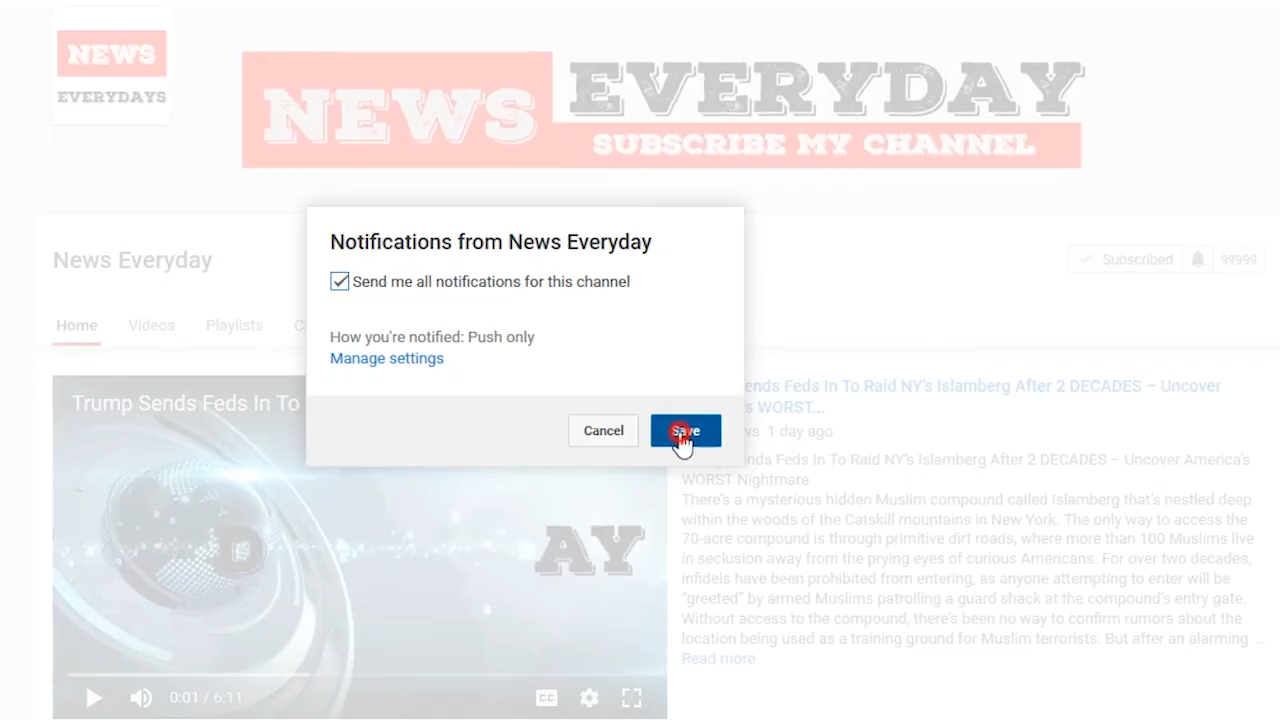 NEWS
EVERYDAYS
NEWS EVERYDAY
SUBSCRIBE MY CHANNEL
News Everyday
Subscribed 99999
Home Videos Playlists C
Notifications from News Everyday
Send me all notifications for this channel
How you're notified: Push only
Manage settings
Cancel Save
Trump Sends Feds In To
D AY
0:01 / 6:11
CC
ends Feds In To Raid NY's Islamberg After 2 DECADES – Uncover
's WORST...
ws 1 day ago
ends Feds In To Raid NY's Islamberg After 2 DECADES – Uncover America's
WORST Nightmare
There's a mysterious hidden Muslim compound called Islamberg that's nestled deep
within the woods of the Catskill mountains in New York. The only way to access the
70-acre compound is through primitive dirt roads, where more than 100 Muslims live
in seclusion away from the prying eyes of curious Americans. For over two decades,
infidels have been prohibited from entering, as anyone attempting to enter will be
"greeted" by armed Muslims patrolling a guard shack at the compound's entry gate.
Without access to the compound, there's been no way to confirm rumors about the
location being used as a training ground for Muslim terrorists. But after an alarming ...
Read more